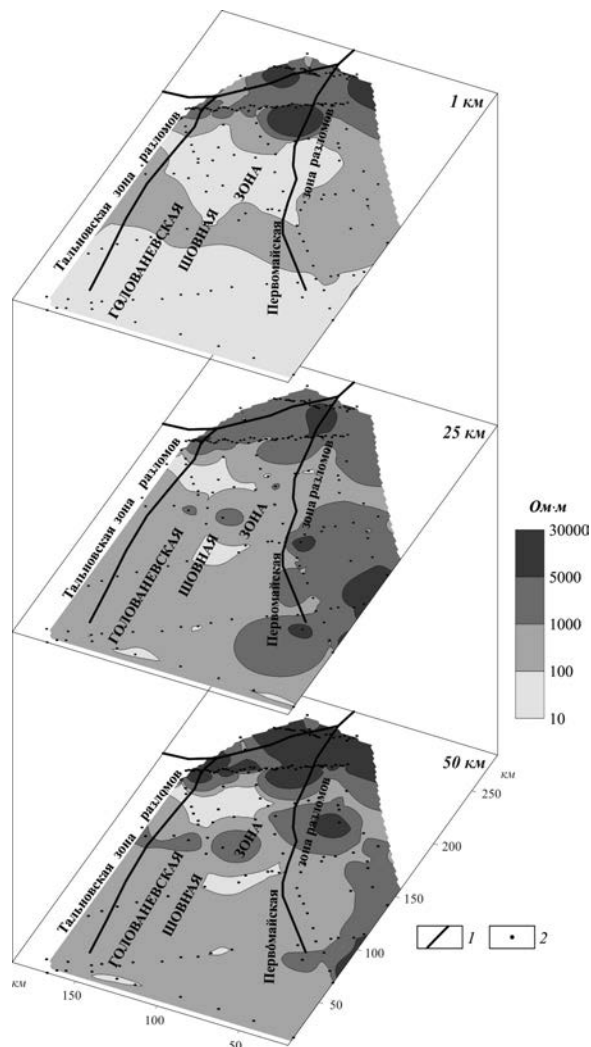 1 км
Тальновская зона разломов
ГОЛОВАНЕВСКАЯ
ШОВНАЯ
ЗОНА
Первомайская
зона разломов
25 км
Тальновская зона разломов
ГОЛОВАНЕВСКАЯ
ШОВНАЯ
ЗОНА
Первомайская
зона разломов
Ом·м
30000
5000
1000
100
10
50 км
км
250
200
150
100
50
Тальновская зона разломов
ГОЛОВАНЕВСКАЯ
ШОВНАЯ
ЗОНА
Первомайская
зона разломов
км
150
100
50
1
2